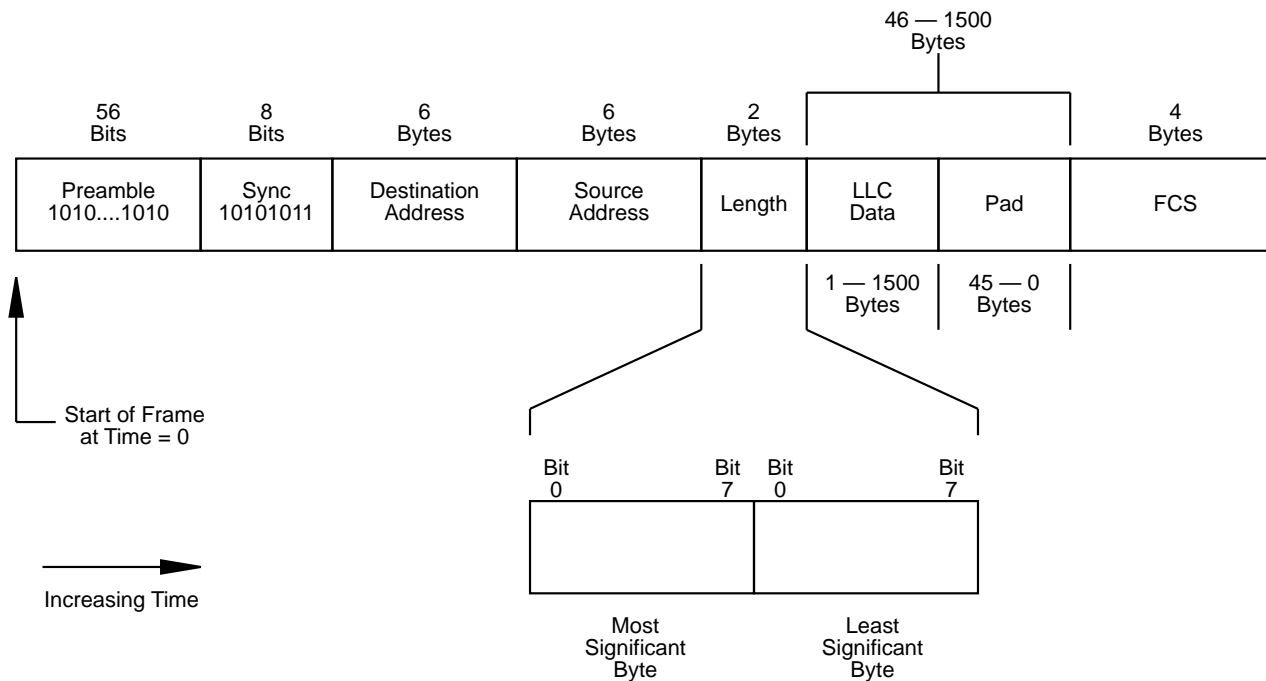 46 — 1500
Bytes
56
Bits
8
Bits
6
Bytes
6
Bytes
2
Bytes
4
Bytes
Preamble
1010....1010
Sync
10101011
Destination
Address
Source
Address
Length
LLC
Data
Pad
FCS
1 — 1500
Bytes
45 — 0
Bytes
Start of Frame
at Time = 0
Bit
0
Bit
7
Bit
0
Bit
7
Increasing Time
Most
Significant
Byte
Least
Significant
Byte